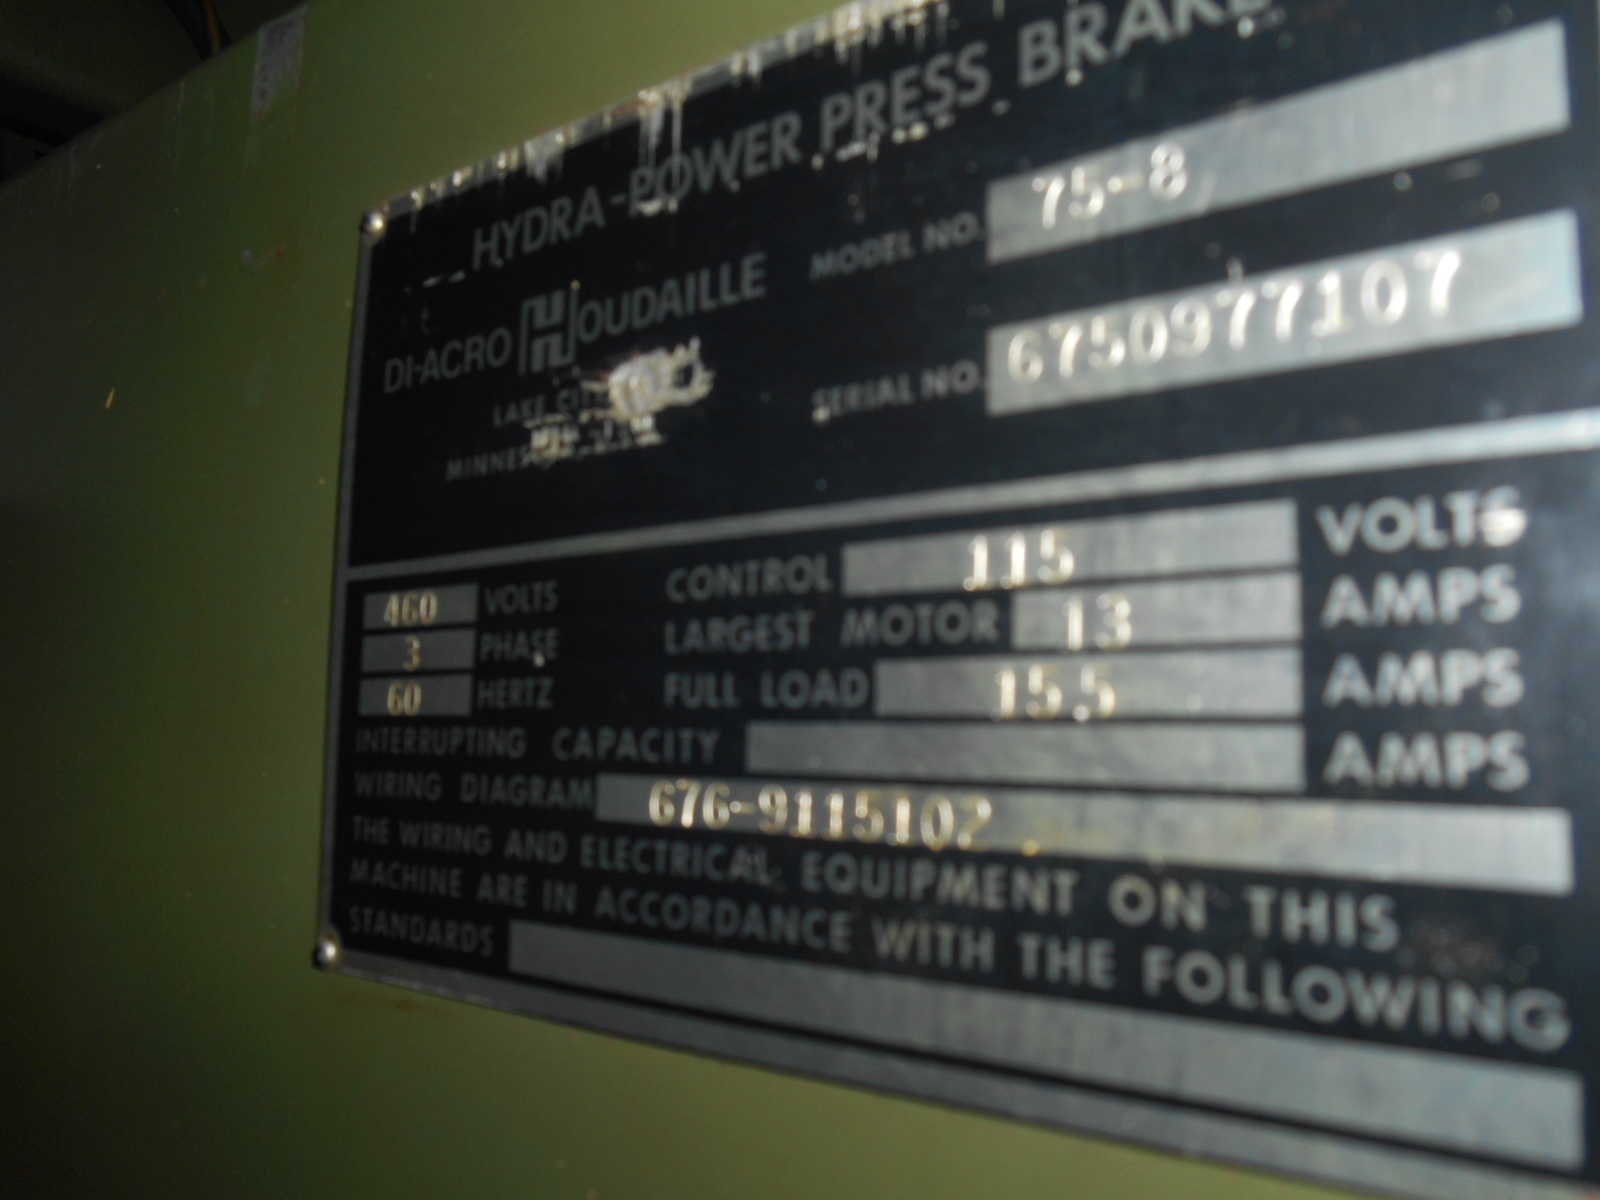 HYDRA-POWER PRESS BRAKE
DI-ACRO HOUDAILLE
LAKE CITY
MODEL NO. 75-8
SERIAL NO. 6750977107
460 VOLTS
3 PHASE
60 HERTZ
CONTROL 115 VOLTS
LARGEST MOTOR 13 AMPS
FULL LOAD 15.5 AMPS
INTERRUPTING CAPACITY AMPS
WIRING DIAGRAM 676-9115102
THE WIRING AND ELECTRICAL EQUIPMENT ON THIS
MACHINE ARE IN ACCORDANCE WITH THE FOLLOWING
STANDARDS